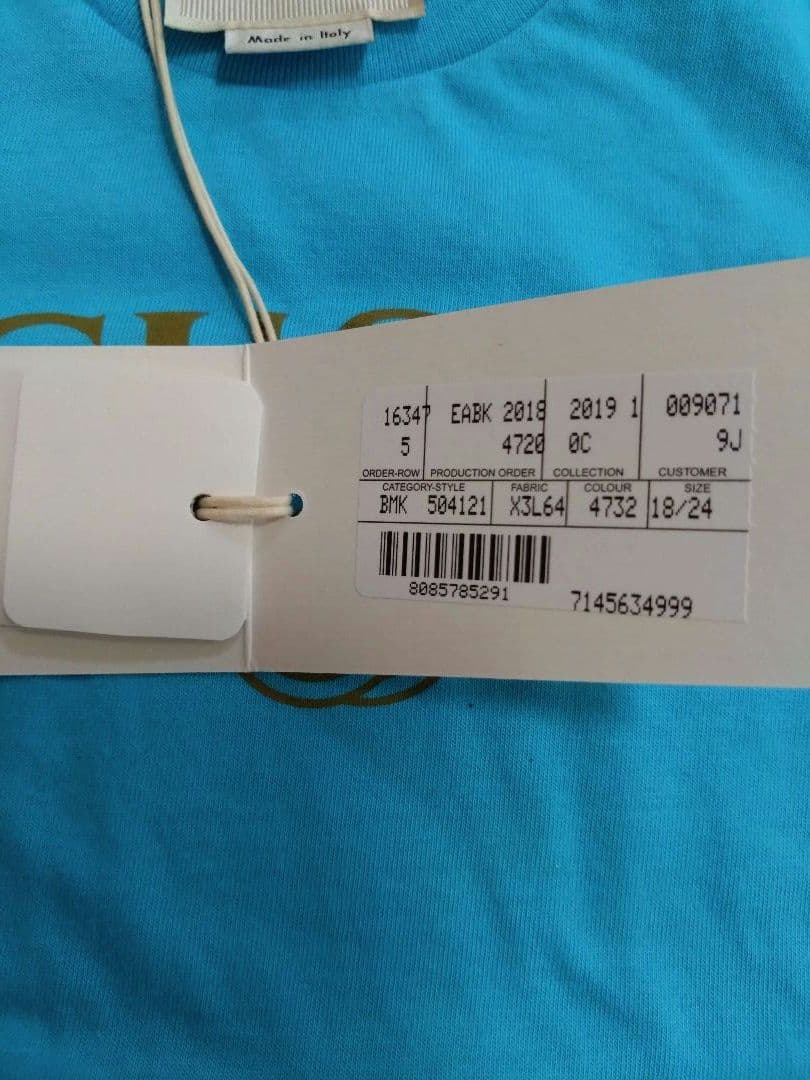 Made in Italy
16347 EABK 2018 2019 1 009071
5 4720 0C 9J
ORDER-ROW PRODUCTION ORDER COLLECTION CUSTOMER
CATEGORY-STYLE FABRIC COLOUR SIZE
BMK 504121 X3L64 4732 18/24
8085785291 7145634999